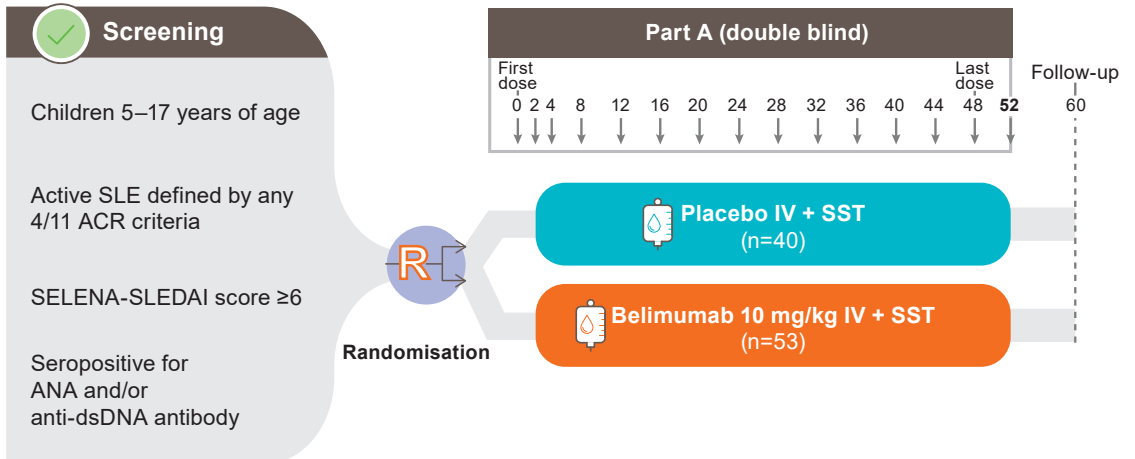 Screening
Children 5–17 years of age
Active SLE defined by any
4/11 ACR criteria
SELENA-SLEDAI score ≥6
Seropositive for
ANA and/or
anti-dsDNA antibody
R
Randomisation
Part A (double blind)
First
dose
Last
dose
Follow-up
0 2 4 8 12 16 20 24 28 32 36 40 44 48 52 60
Placebo IV + SST
(n=40)
Belimumab 10 mg/kg IV + SST
(n=53)